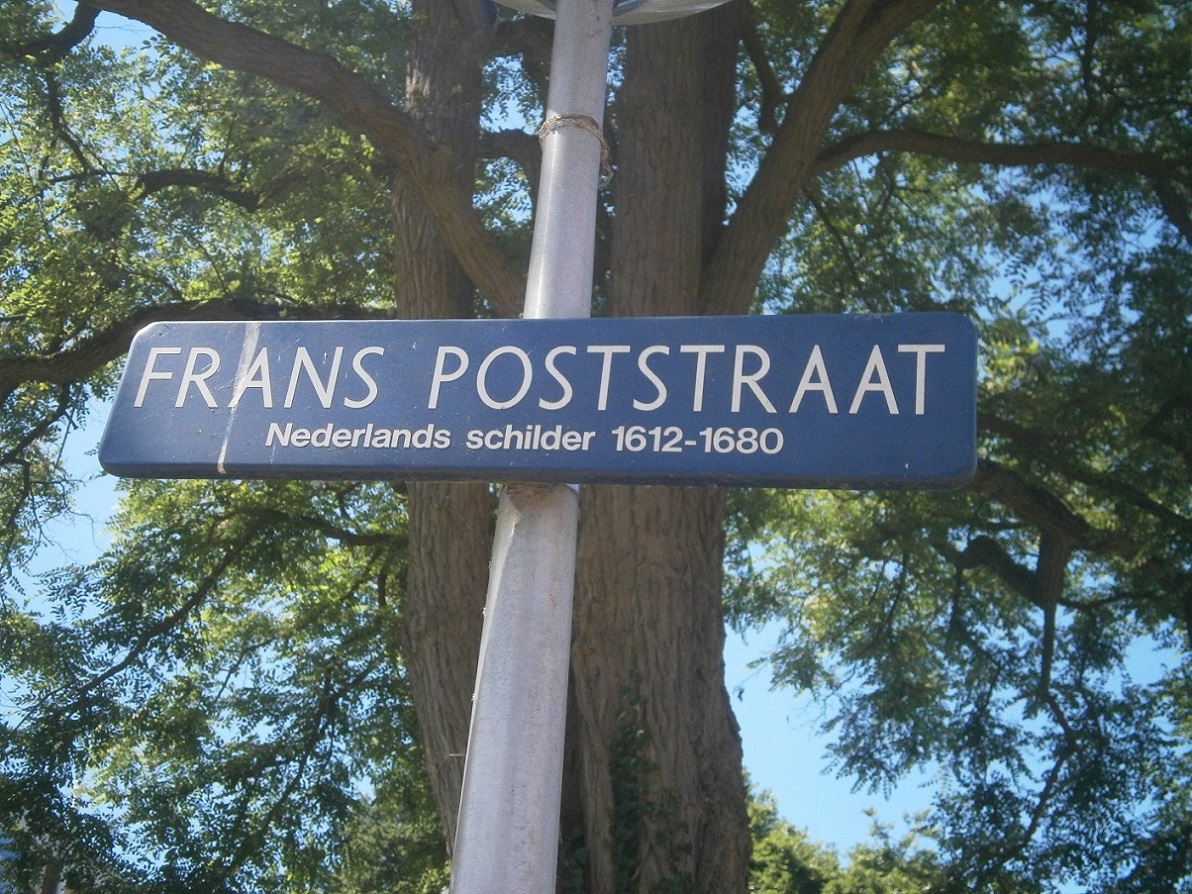 FRANS POSTSTRAAT
Nederlands schilder 1612-1680